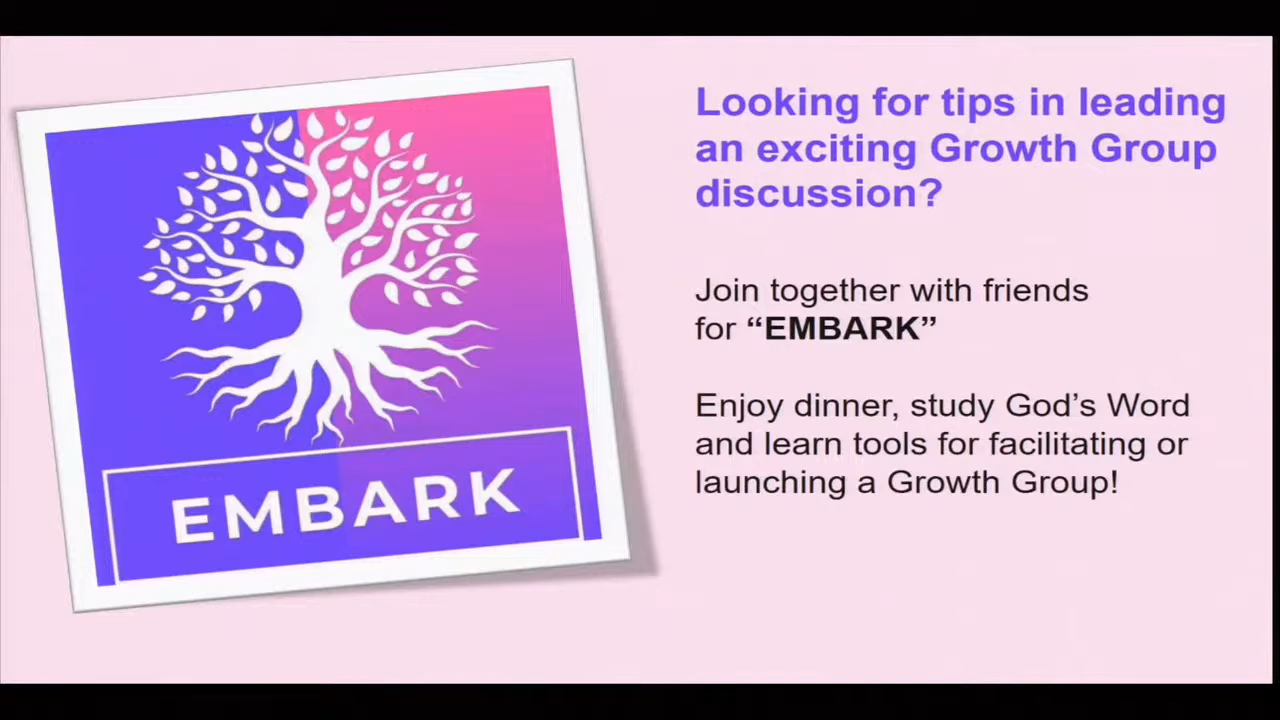 EMBARK
Looking for tips in leading
an exciting Growth Group
discussion?
Join together with friends
for “EMBARK”
Enjoy dinner, study God’s Word
and learn tools for facilitating or
launching a Growth Group!